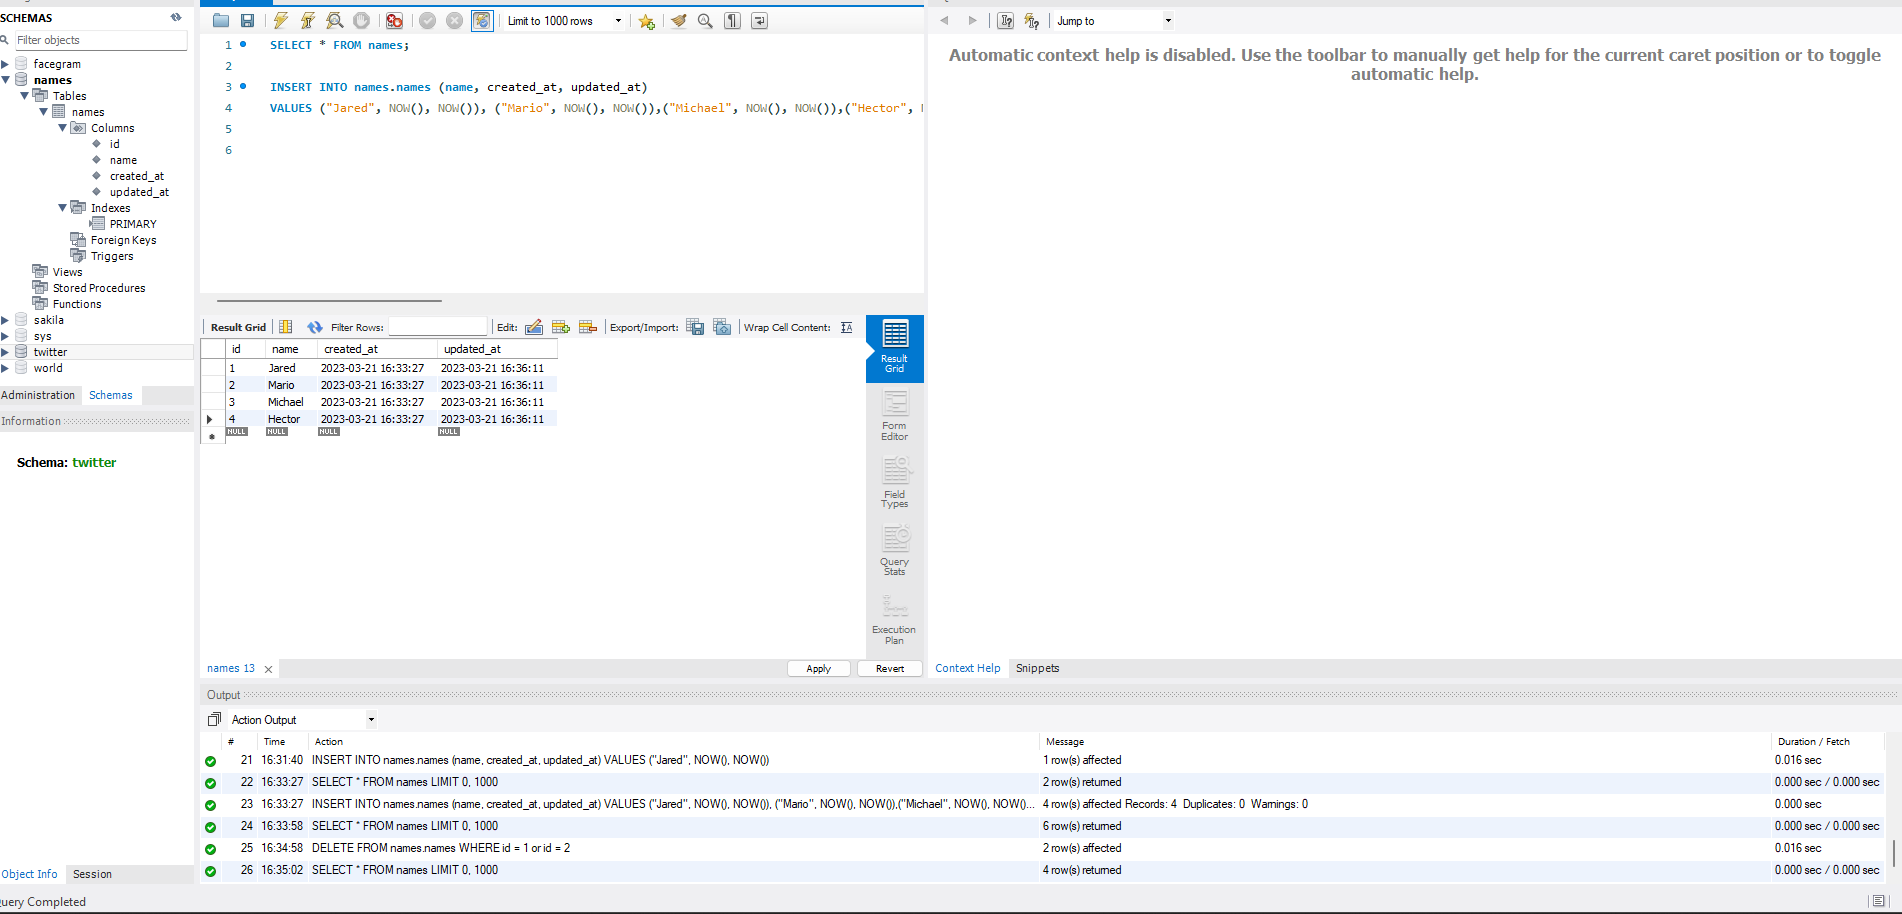 SCHEMAS
Filter objects
facegram
names
Tables
names
Columns
id
name
created_at
updated_at
Indexes
PRIMARY
Foreign Keys
Triggers
Views
Stored Procedures
Functions
sakila
sys
twitter
world
Administration Schemas
Information
Schema: twitter
Object Info Session
Limit to 1000 rows
1 SELECT * FROM names;
2
3 INSERT INTO names.names (name, created_at, updated_at)
4 VALUES ("Jared", NOW(), NOW()), ("Mario", NOW(), NOW()),("Michael", NOW(), NOW()),("Hector",
5
6
Result Grid Filter Rows: Edit: Export/Import: Wrap Cell Content:
id name created_at updated_at
1 Jared 2023-03-21 16:33:27 2023-03-21 16:36:11
2 Mario 2023-03-21 16:33:27 2023-03-21 16:36:11
3 Michael 2023-03-21 16:33:27 2023-03-21 16:36:11
4 Hector 2023-03-21 16:33:27 2023-03-21 16:36:11
NULL NULL NULL NULL
Result
Grid
Form
Editor
Field
Types
Query
Stats
Execution
Plan
names 13 Apply Revert
Jump to
Automatic context help is disabled. Use the toolbar to manually get help for the current caret position or to toggle
automatic help.
Context Help Snippets
Output
Action Output
# Time Action Message Duration / Fetch
21 16:31:40 INSERT INTO names.names (name, created_at, updated_at) VALUES ("Jared", NOW(), NOW()) 1 row(s) affected 0.016 sec
22 16:33:27 SELECT * FROM names LIMIT 0, 1000 2 row(s) returned 0.000 sec / 0.000 sec
23 16:33:27 INSERT INTO names.names (name, created_at, updated_at) VALUES ("Jared", NOW(), NOW()), ("Mario", NOW(), NOW()),("Michael", NOW(), NOW()... 4 row(s) affected Records: 4 Duplicates: 0 Warnings: 0 0.000 sec
24 16:33:58 SELECT * FROM names LIMIT 0, 1000 6 row(s) returned 0.000 sec / 0.000 sec
25 16:34:58 DELETE FROM names.names WHERE id = 1 or id = 2 2 row(s) affected 0.016 sec
26 16:35:02 SELECT * FROM names LIMIT 0, 1000 4 row(s) returned 0.000 sec / 0.000 sec
uery Completed